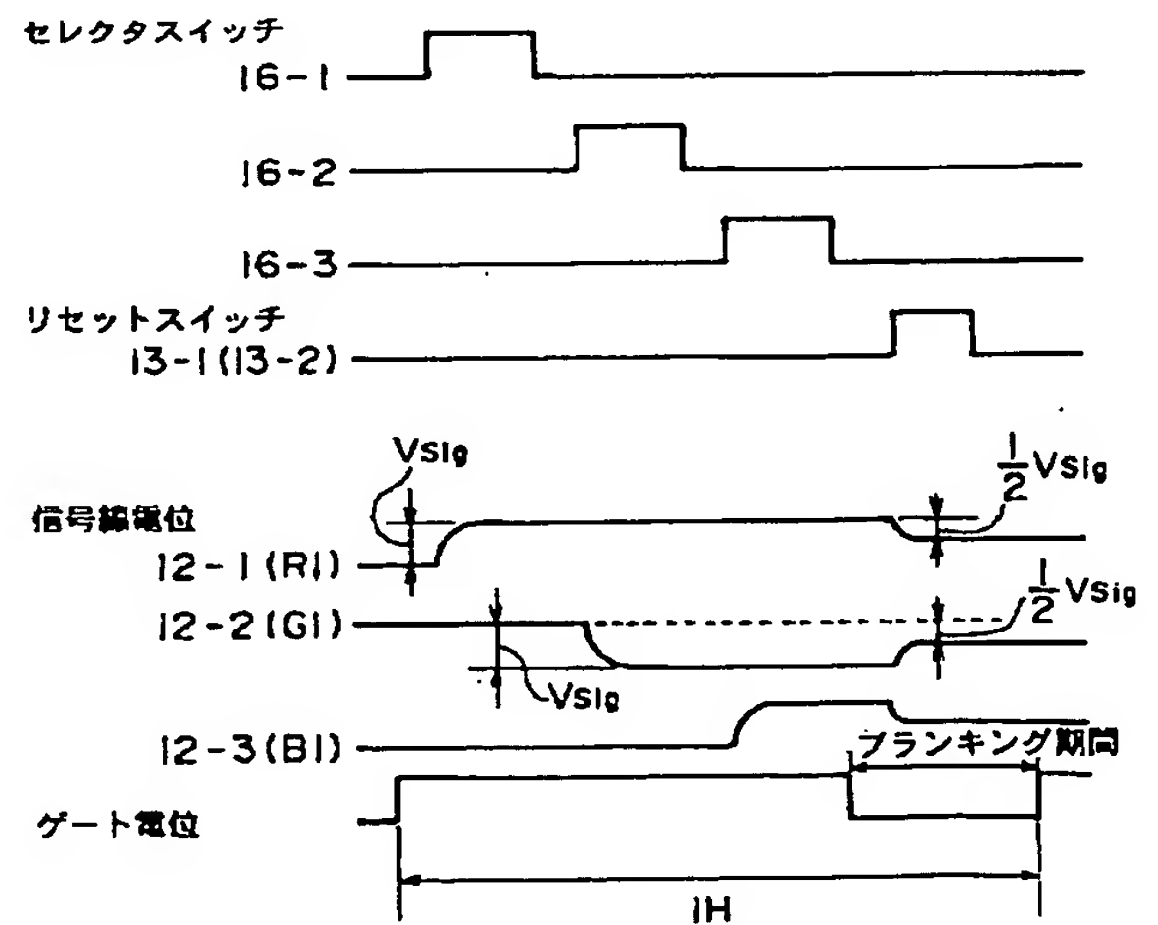 セレクタスイッチ
16-1
16-2
16-3
リセットスイッチ
13-1(13-2)
Vsig
1/2 Vsig
信号線電位
12-1(R1)
12-2(G1)
1/2 Vsig
Vsig
12-3(B1)
ブランキング期間
ゲート電位
1H